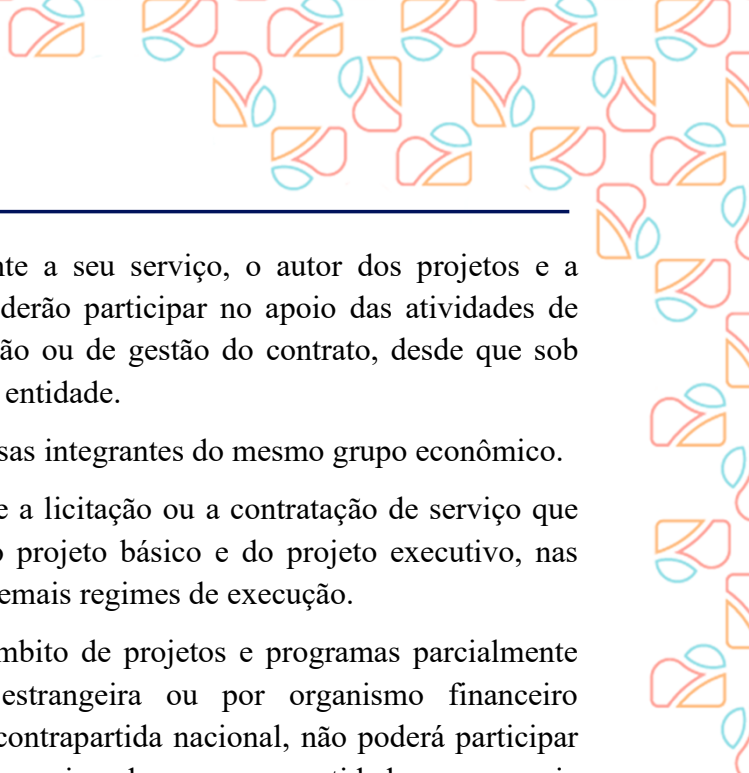 nte a seu serviço, o autor dos projetos e a
derão participar no apoio das atividades de
ão ou de gestão do contrato, desde que sob
entidade.
sas integrantes do mesmo grupo econômico.
e a licitação ou a contratação de serviço que
o projeto básico e do projeto executivo, nas
emais regimes de execução.
mbito de projetos e programas parcialmente
estrangeira ou por organismo financeiro
contrapartida nacional, não poderá participar